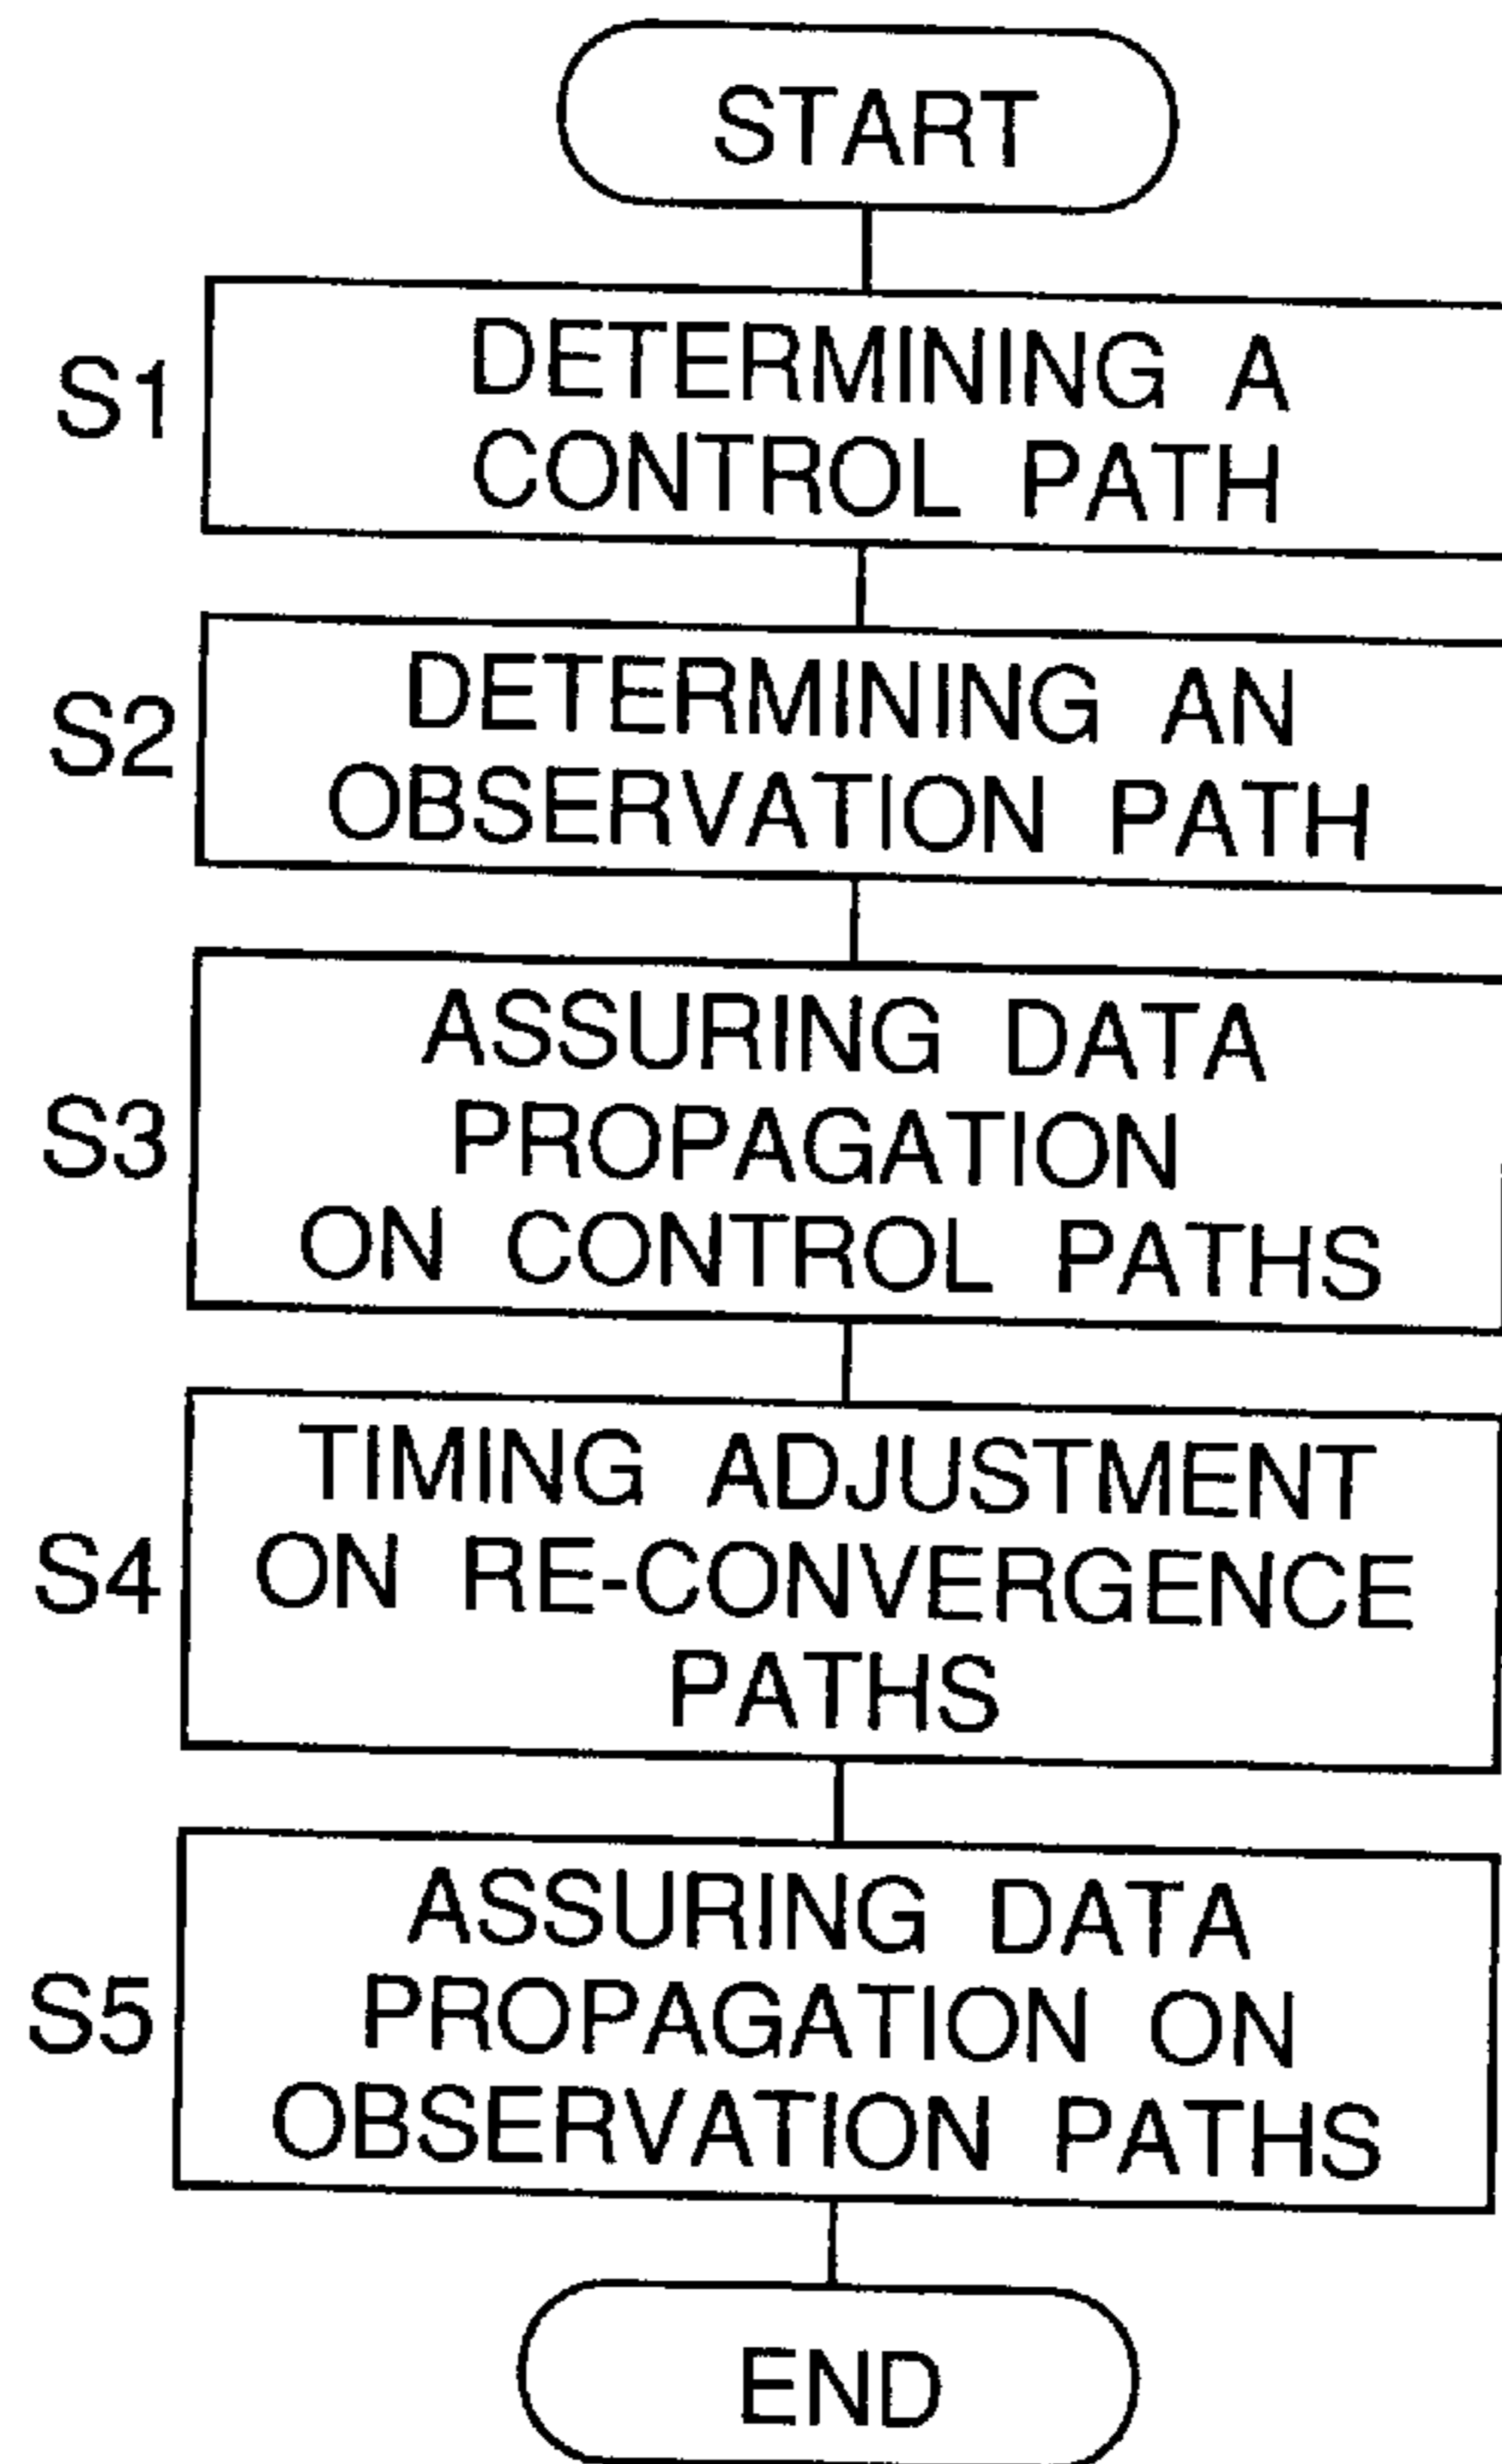 START
S1
DETERMINING A
CONTROL PATH
S2
DETERMINING AN
OBSERVATION PATH
S3
ASSURING DATA
PROPAGATION
ON CONTROL PATHS
S4
TIMING ADJUSTMENT
ON RE-CONVERGENCE
PATHS
S5
ASSURING DATA
PROPAGATION ON
OBSERVATION PATHS
END